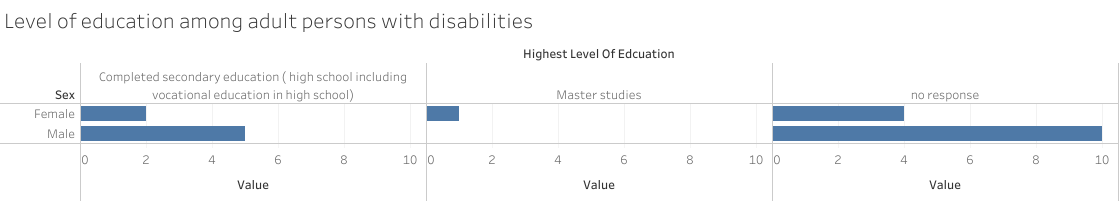 Level of education among adult persons with disabilities
Highest Level Of Edcuation
Completed secondary education ( high school including
vocational education in high school)
Sex
Master studies
no response
Female
Male
0 2 4 6 8 10 0 2 4 6 8 10 0 2 4 6 8 10
Value Value Value